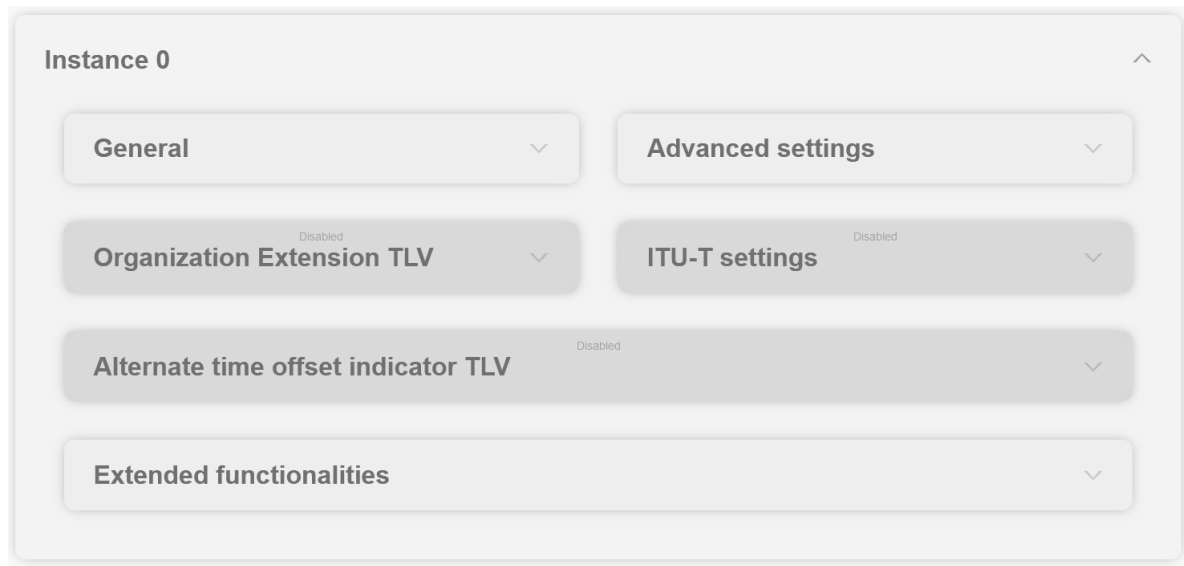 Instance 0
General
Advanced settings
Disabled
Organization Extension TLV
Disabled
ITU-T settings
Disabled
Alternate time offset indicator TLV
Extended functionalities